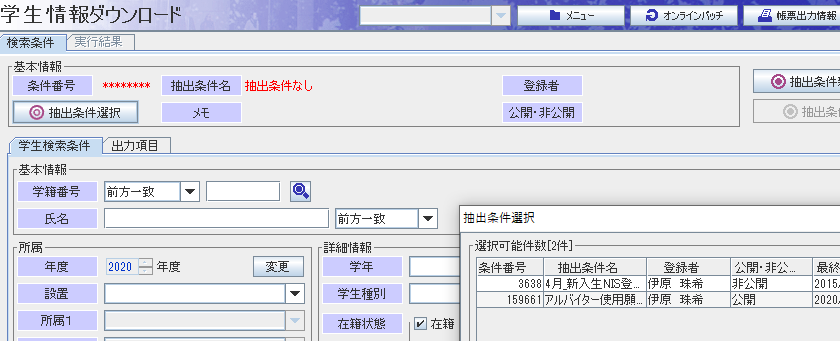 学生情報ダウンロード
メニュー
オンラインバッチ
帳票出力情報
検索条件
実行結果
基本情報
条件番号 ******** 抽出条件名 抽出条件なし 登録者
抽出条件
抽出条件選択 メモ 公開・非公開
抽出条
学生検索条件
出力項目
基本情報
学籍番号 前方一致
氏名 前方一致
所属
年度 2020 年度 変更
設置
所属1
詳細情報
学年
学生種別
在籍状態 在籍
抽出条件選択
選択可能件数[2件]
条件番号 抽出条件名 登録者 公開・非公... 最終
3638 4月_新入生NIS登... 伊原 珠希 非公開 2015/
159661 アルバイター使用願... 伊原 珠希 公開 2020/